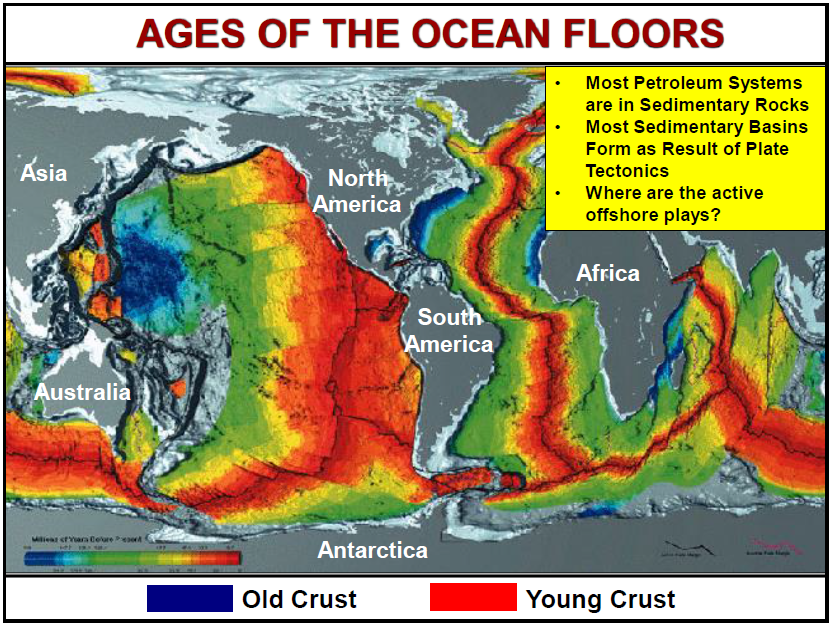 AGES OF THE OCEAN FLOORS
• Most Petroleum Systems
are in Sedimentary Rocks
• Most Sedimentary Basins
Form as Result of Plate
Tectonics
• Where are the active
offshore plays?
Asia
North
America
Africa
South
America
Australia
Antarctica
Millions of Years Before Present
Old Crust
Young Crust